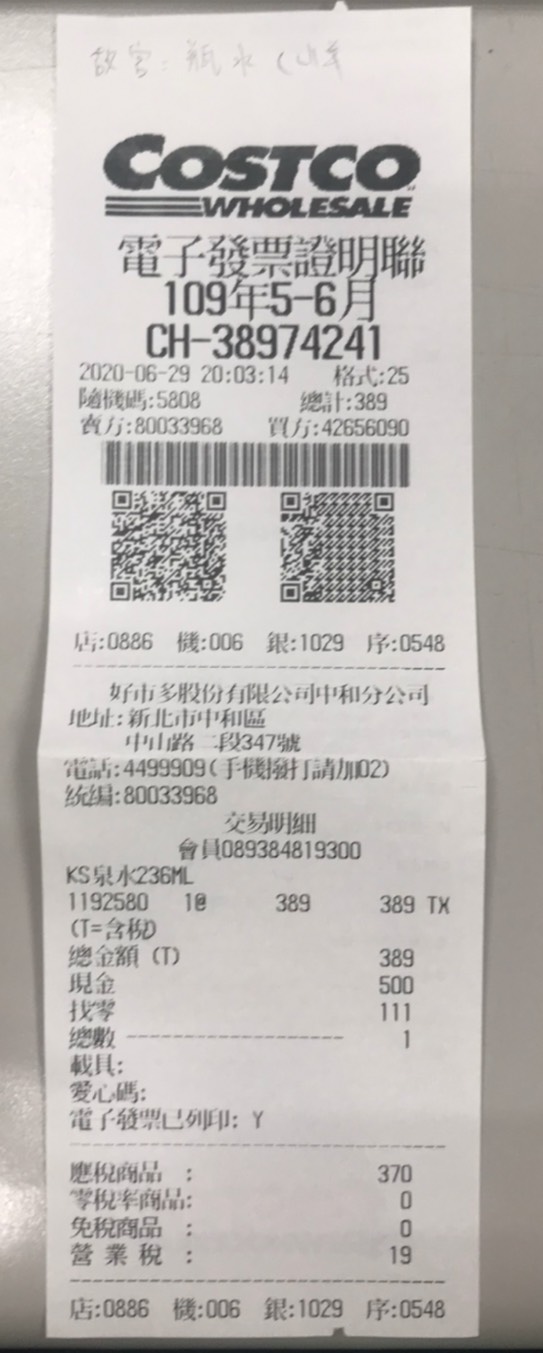 故宮：瓶水（
COSTCO
WHOLESALE
電子發票證明聯
109年5-6月
CH-38974241
2020-06-29 20:03:14 格式:25
隨機碼:5808 總計:389
賣方:80033968 買方:42656090
店:0886 機:006 銀:1029 序:0548
好市多股份有限公司中和分公司
地址:新北市中和區
中山路二段347號
電話:4499909(手機撥打請加02)
統編:80033968
交易明細
會員089384819300
KS泉水236ML
1192580 1@ 389 389 TX
(T=含稅)
總金額 (T) 389
現金 500
找零 111
總數 1
載具:
愛心碼:
電子發票已列印: Y
應稅商品 : 370
零稅率商品: 0
免稅商品 : 0
營業稅 : 19
店:0886 機:006 銀:1029 序:0548